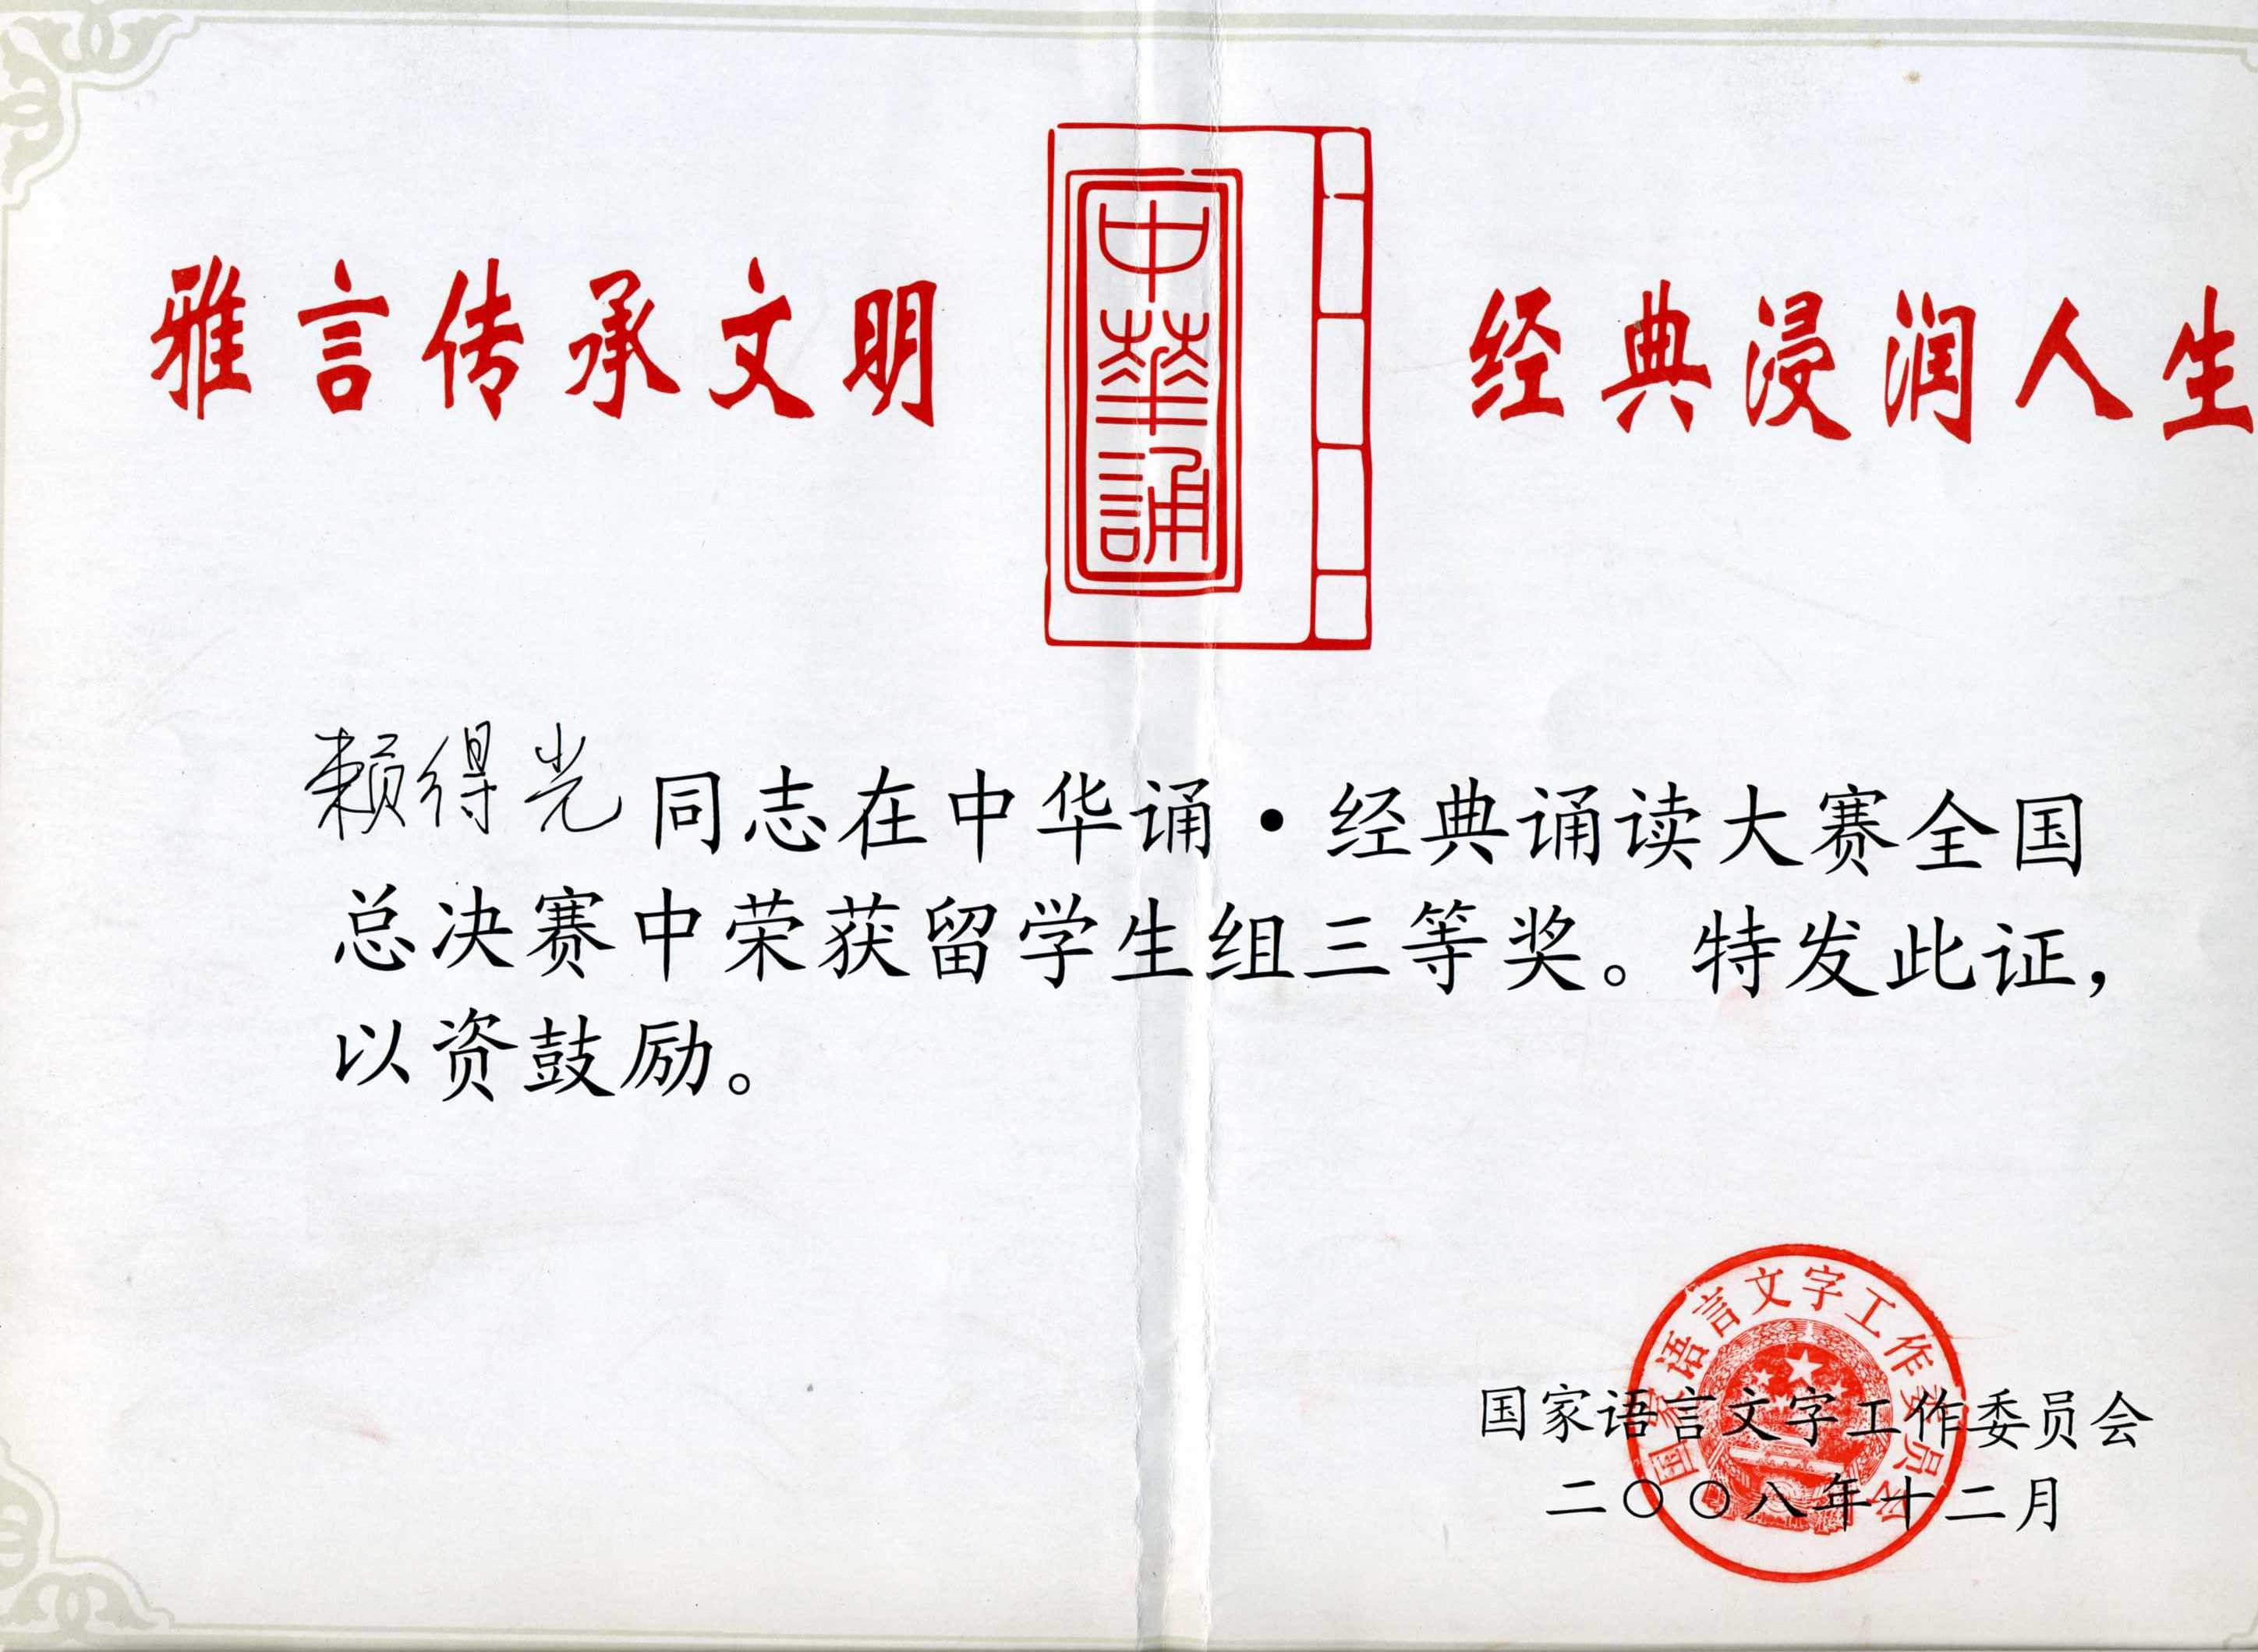 雅言传承文明
中華誦
经典浸润人生
赖得光同志在中华诵·经典诵读大赛全国
总决赛中荣获留学生组三等奖。特发此证，
以资鼓励。
国家语言文字工作委员会
国家语言文字工作委员会
二〇〇八年十二月